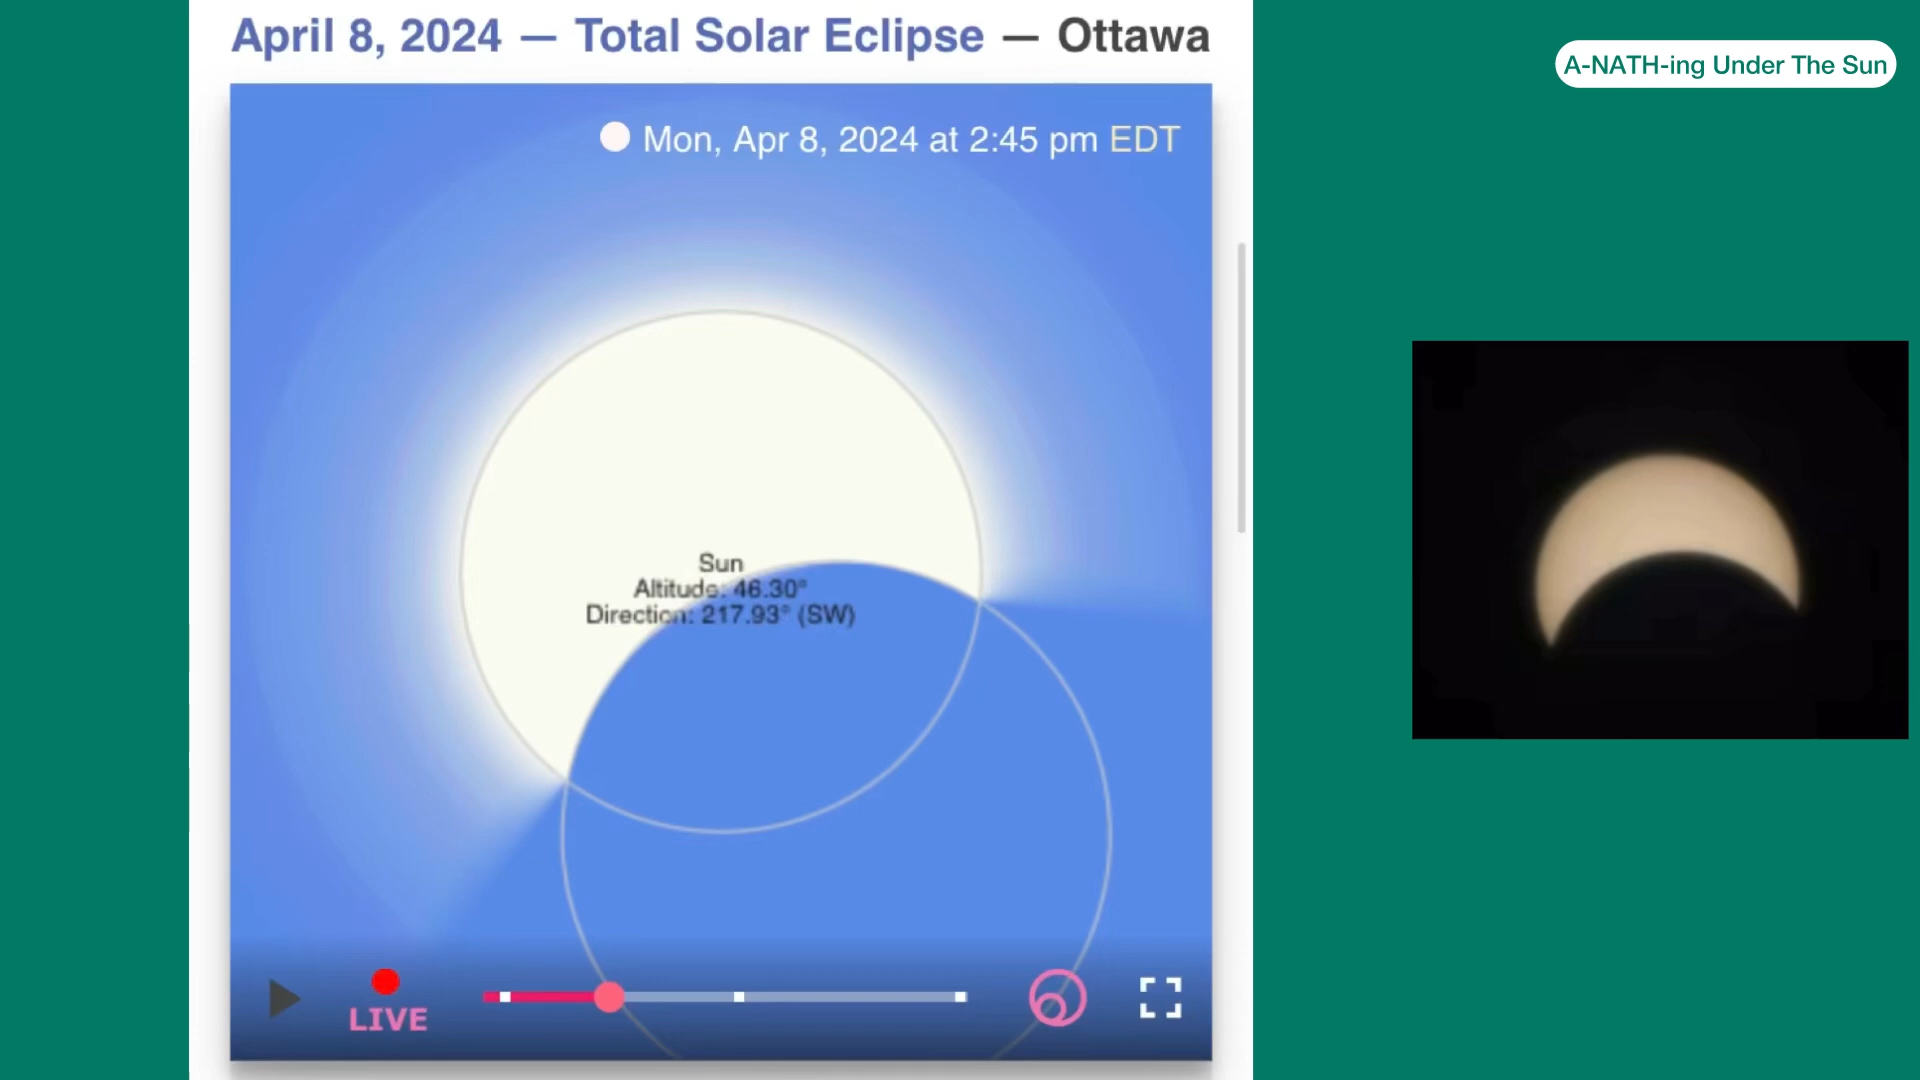 April 8, 2024 — Total Solar Eclipse — Ottawa
A-NATH-ing Under The Sun
Mon, Apr 8, 2024 at 2:45 pm EDT
Sun
Altitude: 46.30°
Direction: 217.93° (SW)
LIVE